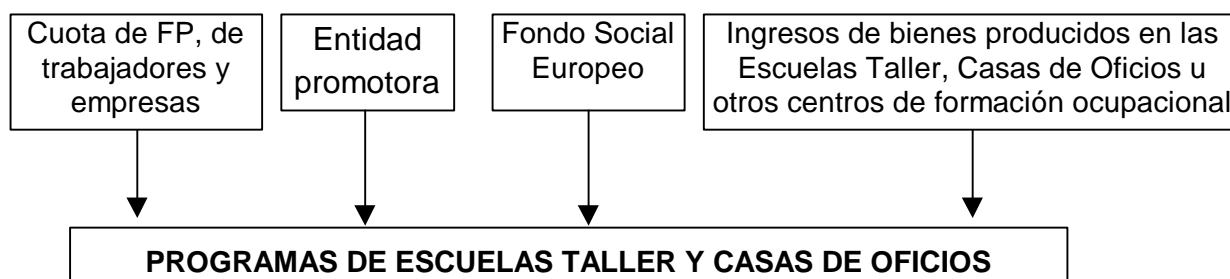 Cuota de FP, de
trabajadores y
empresas
Entidad
promotora
Fondo Social
Europeo
Ingresos de bienes producidos en las
Escuelas Taller, Casas de Oficios u
otros centros de formación ocupacional
PROGRAMAS DE ESCUELAS TALLER Y CASAS DE OFICIOS